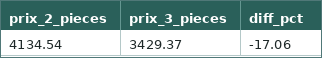 prix_2_pieces prix_3_pieces diff_pct
4134.54 3429.37 -17.06